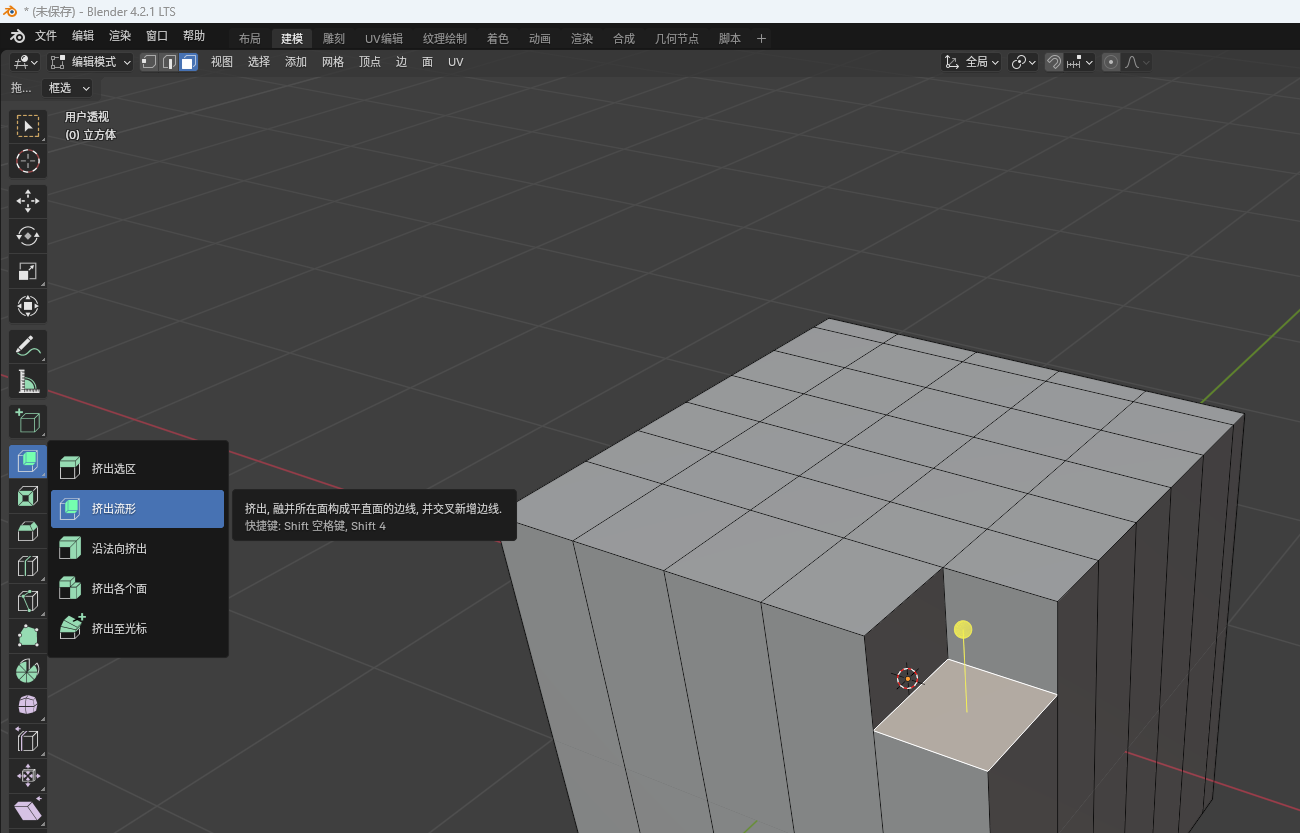 * (未保存) - Blender 4.2.1 LTS
文件 编辑 渲染 窗口 帮助 布局 建模 雕刻 UV编辑 纹理绘制 着色 动画 渲染 合成 几何节点 脚本 +
编辑模式 视图 选择 添加 网格 顶点 边 面 UV 全局
拖... 框选
用户透视
(0) 立方体
挤出选区
挤出流形
挤出, 融并所在面构成平直面的边线, 并交叉新增边线.
快捷键: Shift 空格键, Shift 4
沿法向挤出
挤出各个面
挤出至光标